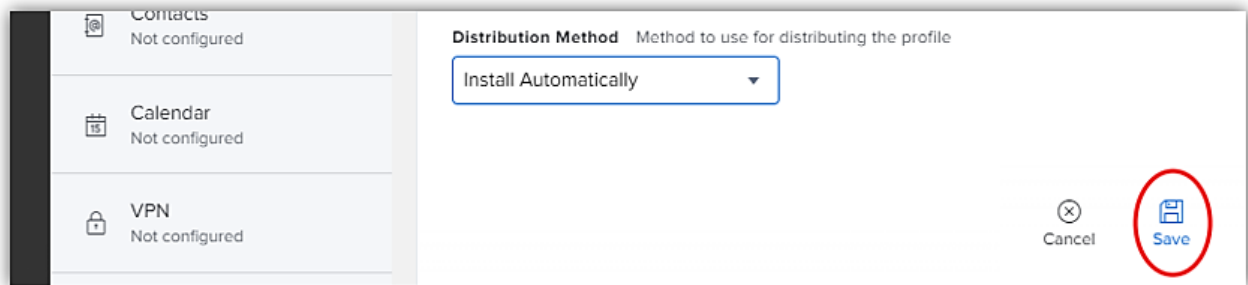 Contacts
Not configured
Distribution Method Method to use for distributing the profile
Install Automatically
Calendar
15
Not configured
VPN
Not configured
Cancel
Save